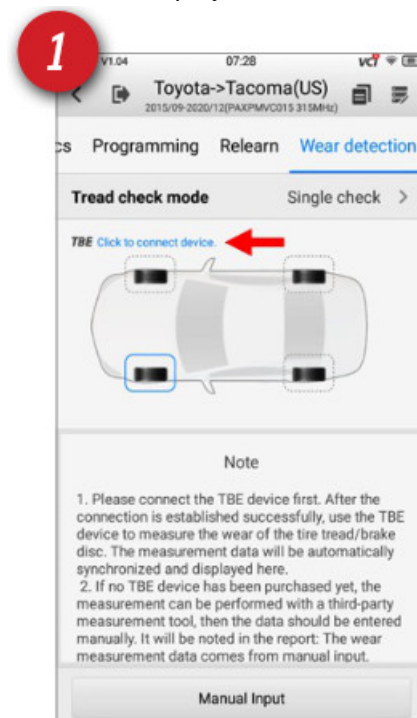 1
V1.04 07:28 VCI
Toyota->Tacoma(US)
2015/09-2020/12(PAXPMVC015 315MHz)
cs Programming Relearn Wear detection
Tread check mode Single check >
TBE Click to connect device.
Note
1. Please connect the TBE device first. After the
connection is established successfully, use the TBE
device to measure the wear of the tire tread/brake
disc. The measurement data will be automatically
synchronized and displayed here.
2. If no TBE device has been purchased yet, the
measurement can be performed with a third-party
measurement tool, then the data should be entered
manually. It will be noted in the report: The wear
measurement data comes from manual input.
Manual Input